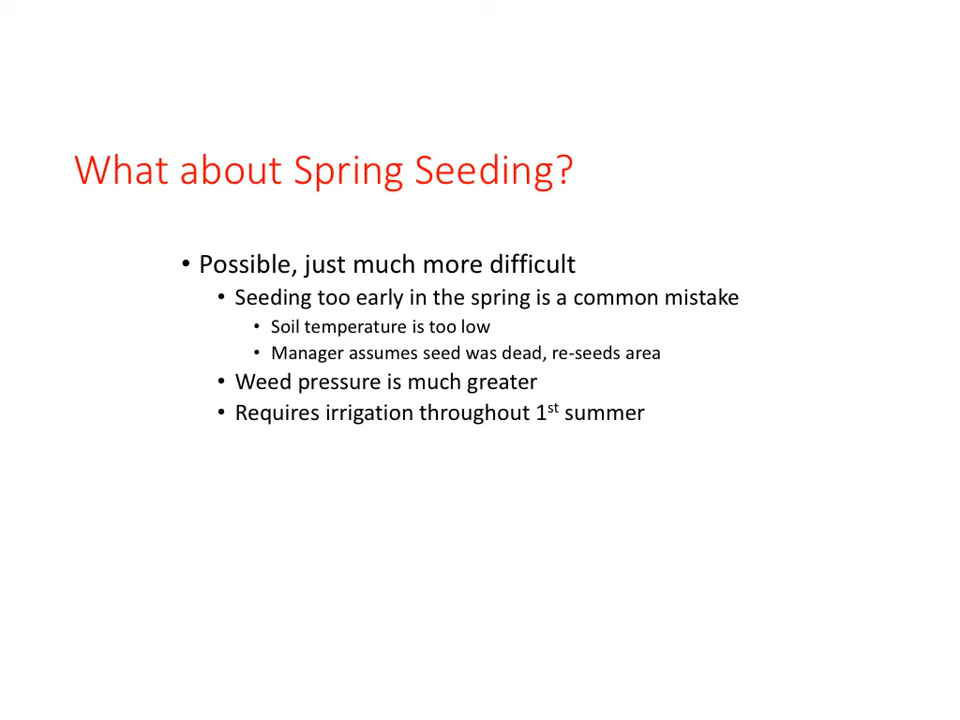 What about Spring Seeding?
• Possible, just much more difficult
• Seeding too early in the spring is a common mistake
• Soil temperature is too low
• Manager assumes seed was dead, re-seeds area
• Weed pressure is much greater
• Requires irrigation throughout 1st summer